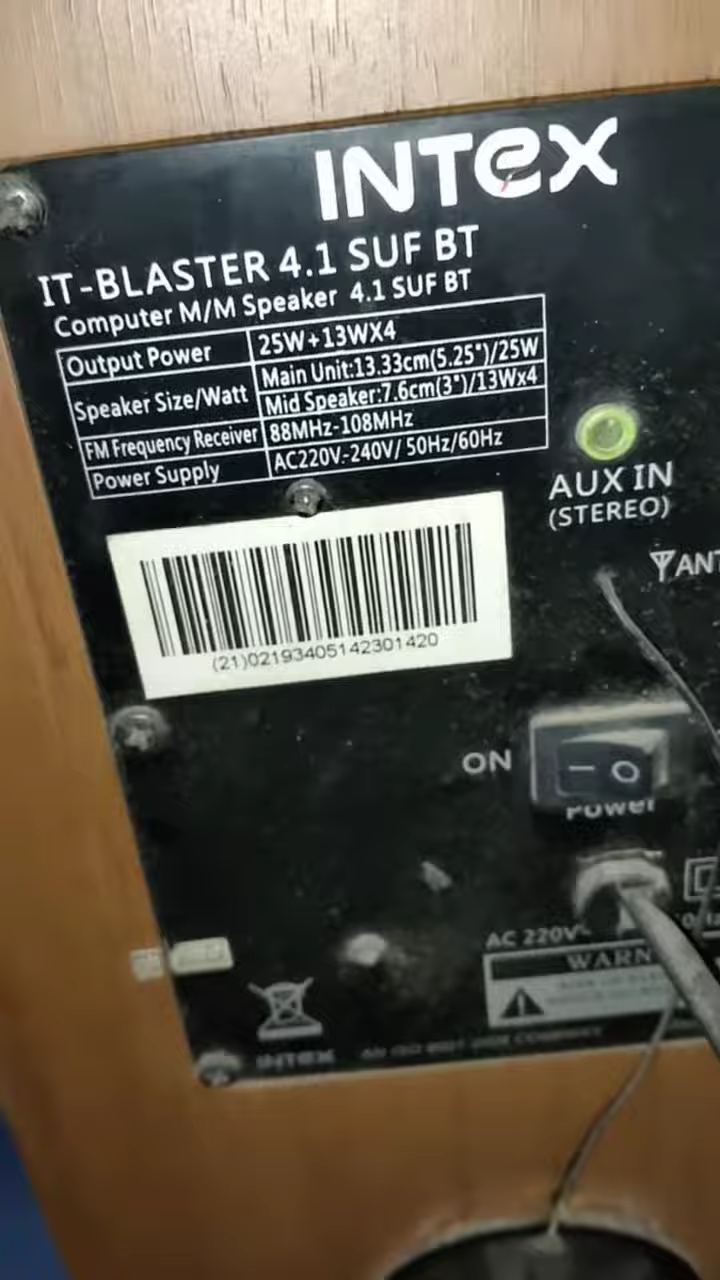 INTEX
IT-BLASTER 4.1 SUF BT
Computer M/M Speaker 4.1 SUF BT
Output Power 25W+13WX4
Speaker Size/Watt Main Unit:13.33cm(5.25")/25W
Mid Speaker:7.6cm(3")/13Wx4
FM Frequency Receiver 88MHz-108MHz
Power Supply AC220V~-240V/ 50Hz/60Hz
AUX IN
(STEREO)
ANT
(21)02193405142301420
ON
Power
AC 220V~
WARN
INTEX AN ISO 9001 COMPANY